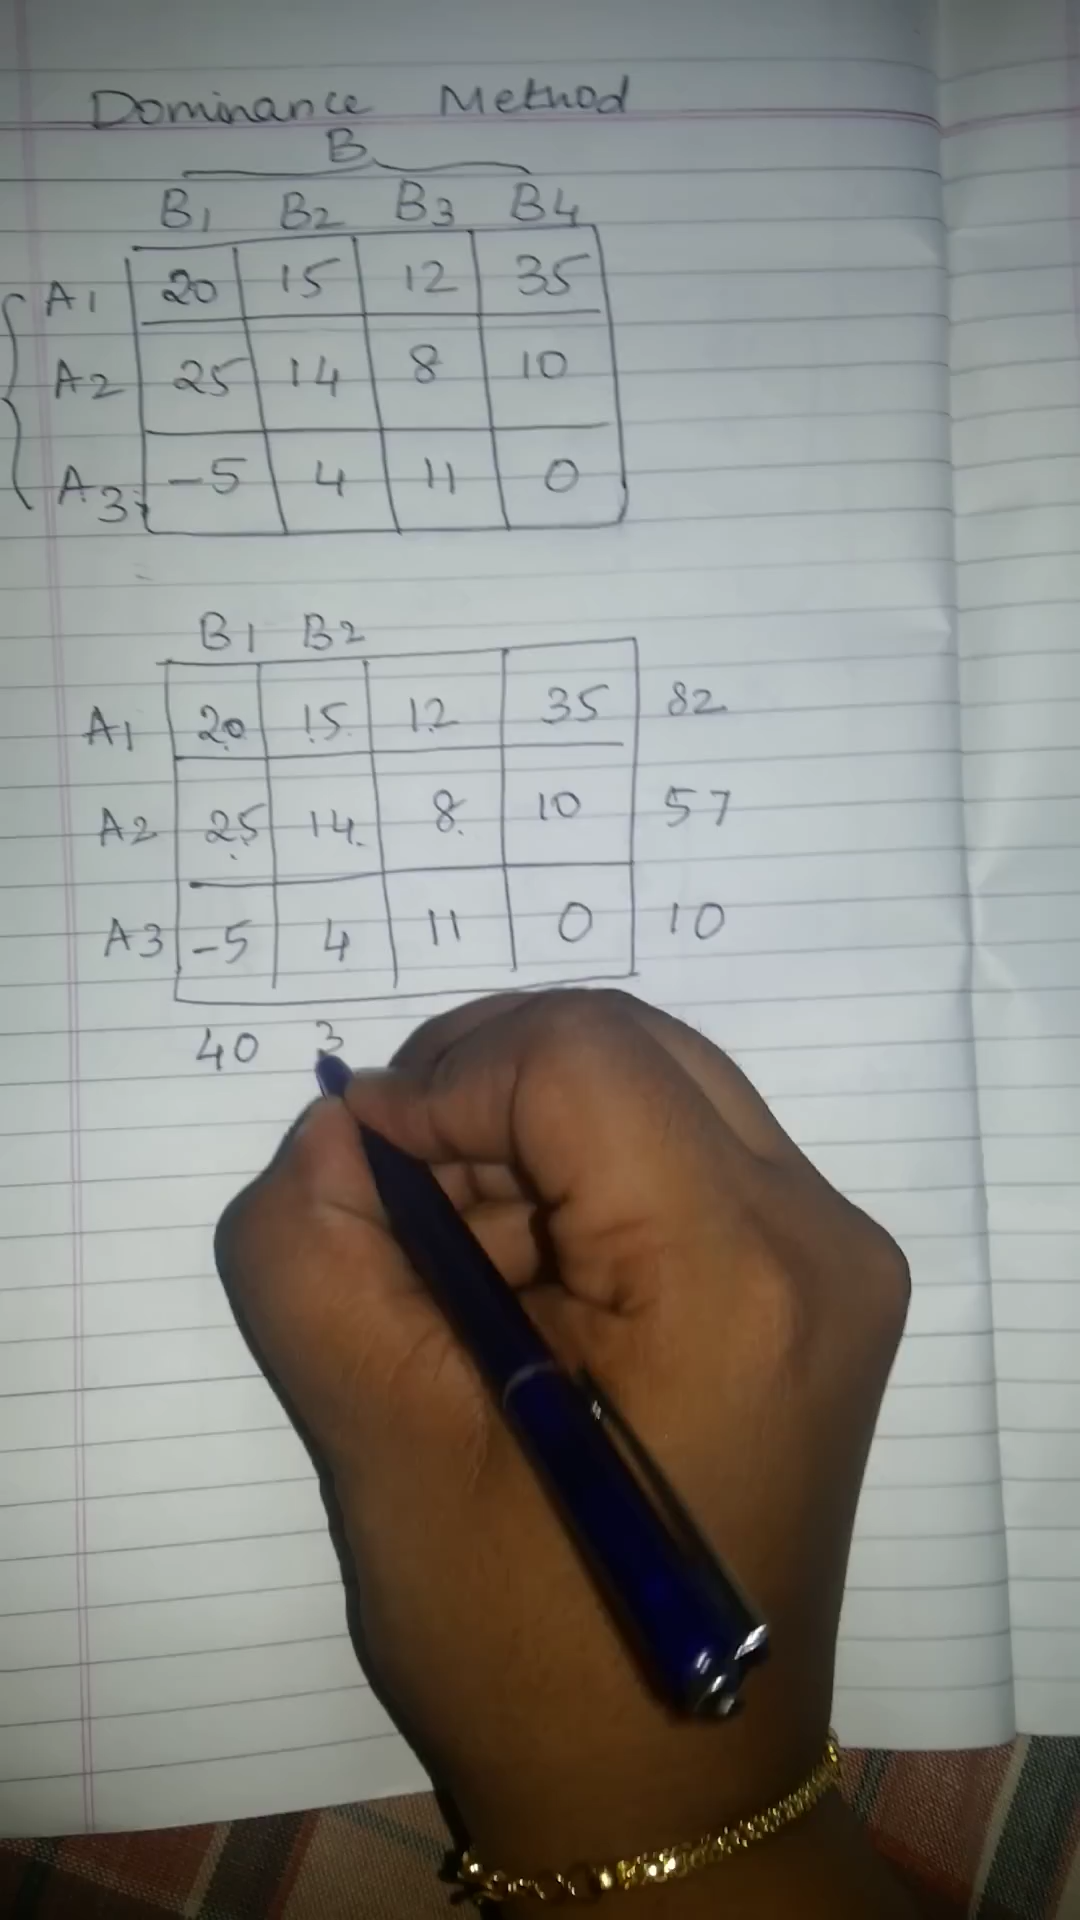 Dominance Method
B
B1 B2 B3 B4
A1 20 15 12 35
A2 25 14 8 10
A3 -5 4 11 0
B1 B2
A1 20 15 12 35 82
A2 25 14 8 10 57
A3 -5 4 11 0 10
40 3